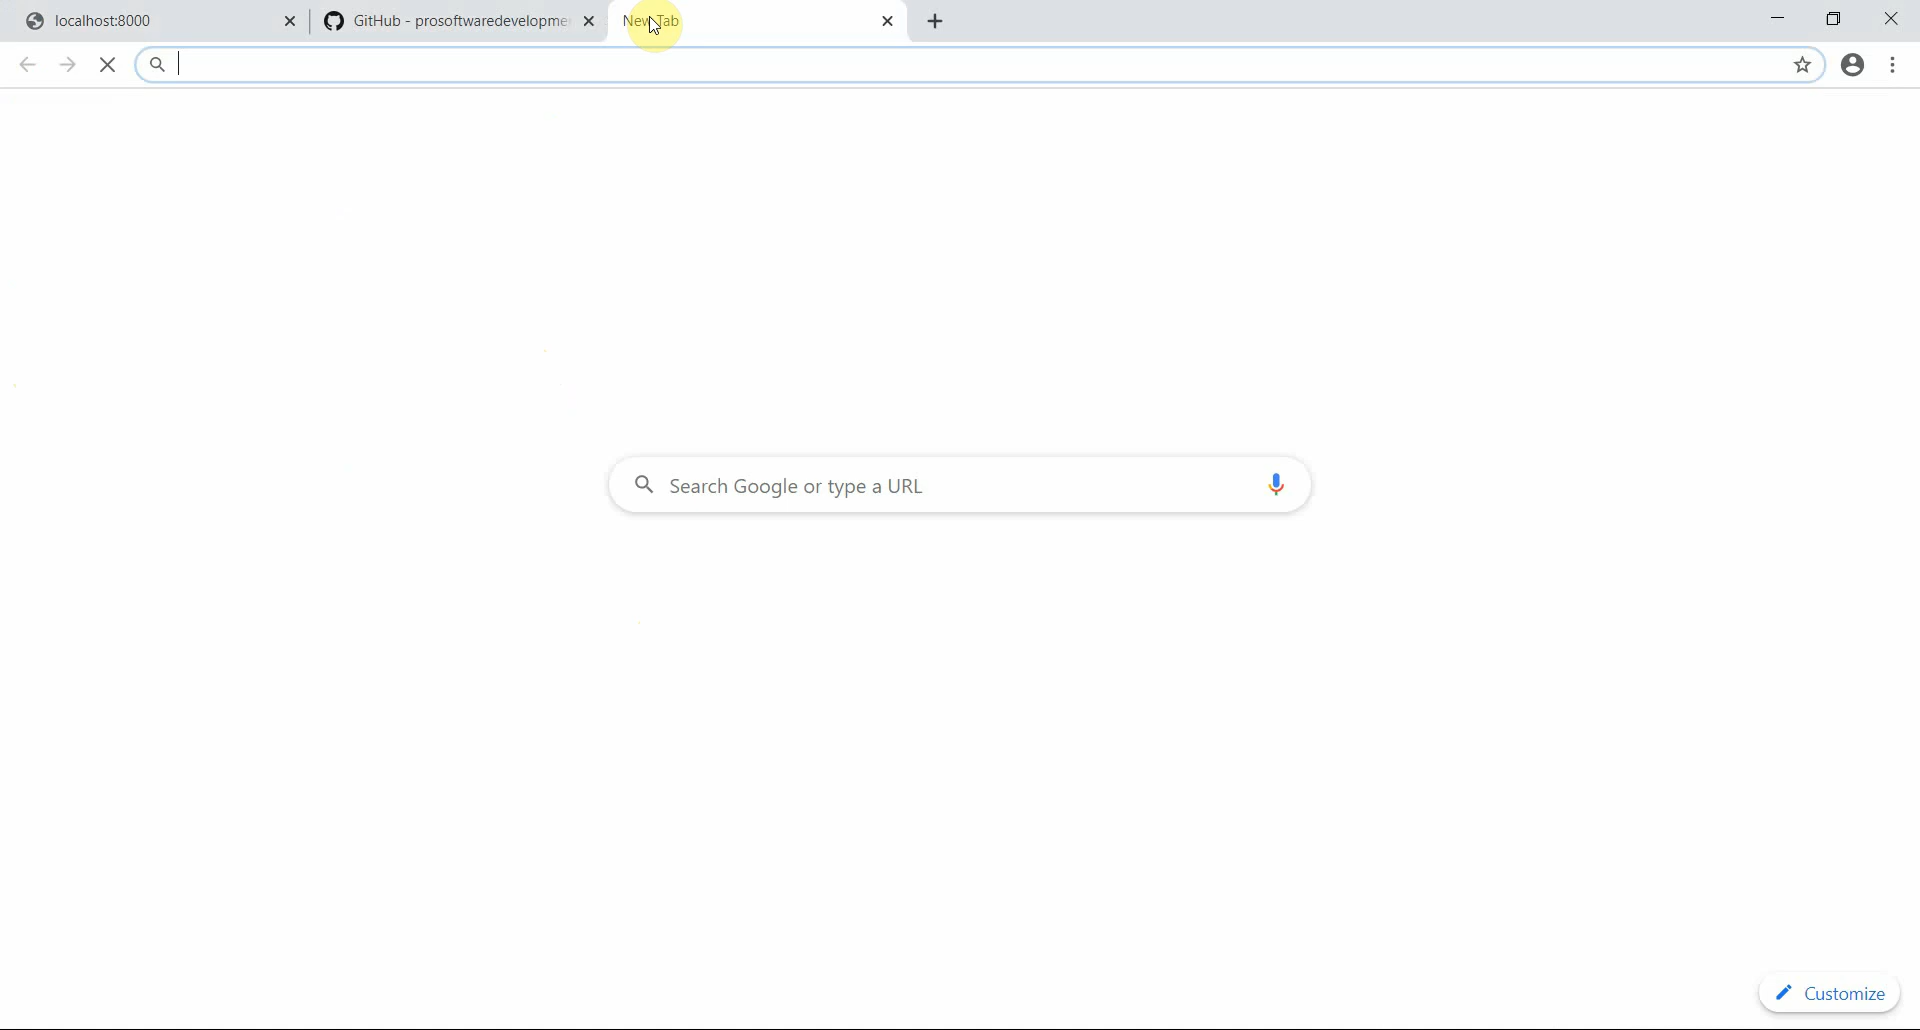 localhost:8000
GitHub - prosoftwaredevelopme
New Tab
Search Google or type a URL
Customize